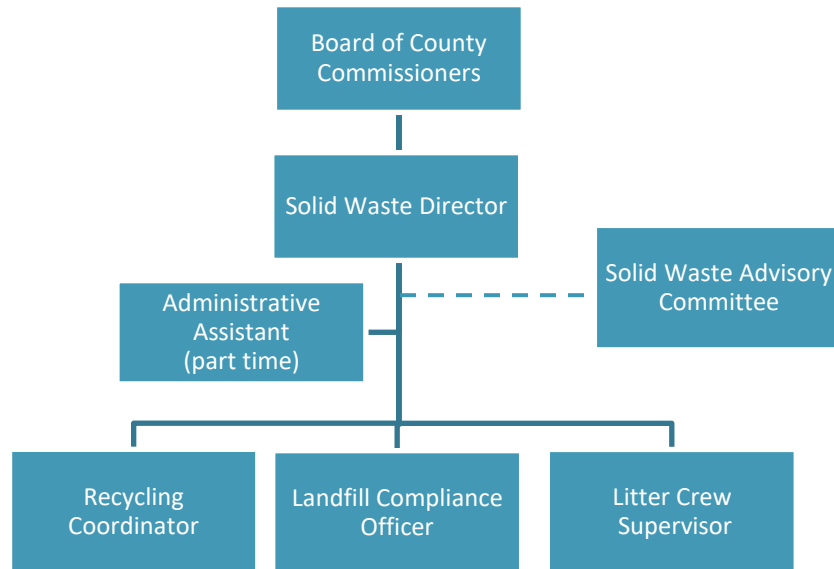 Board of County
Commissioners
Solid Waste Director
Solid Waste Advisory
Committee
Administrative
Assistant
(part time)
Recycling
Coordinator
Landfill Compliance
Officer
Litter Crew
Supervisor